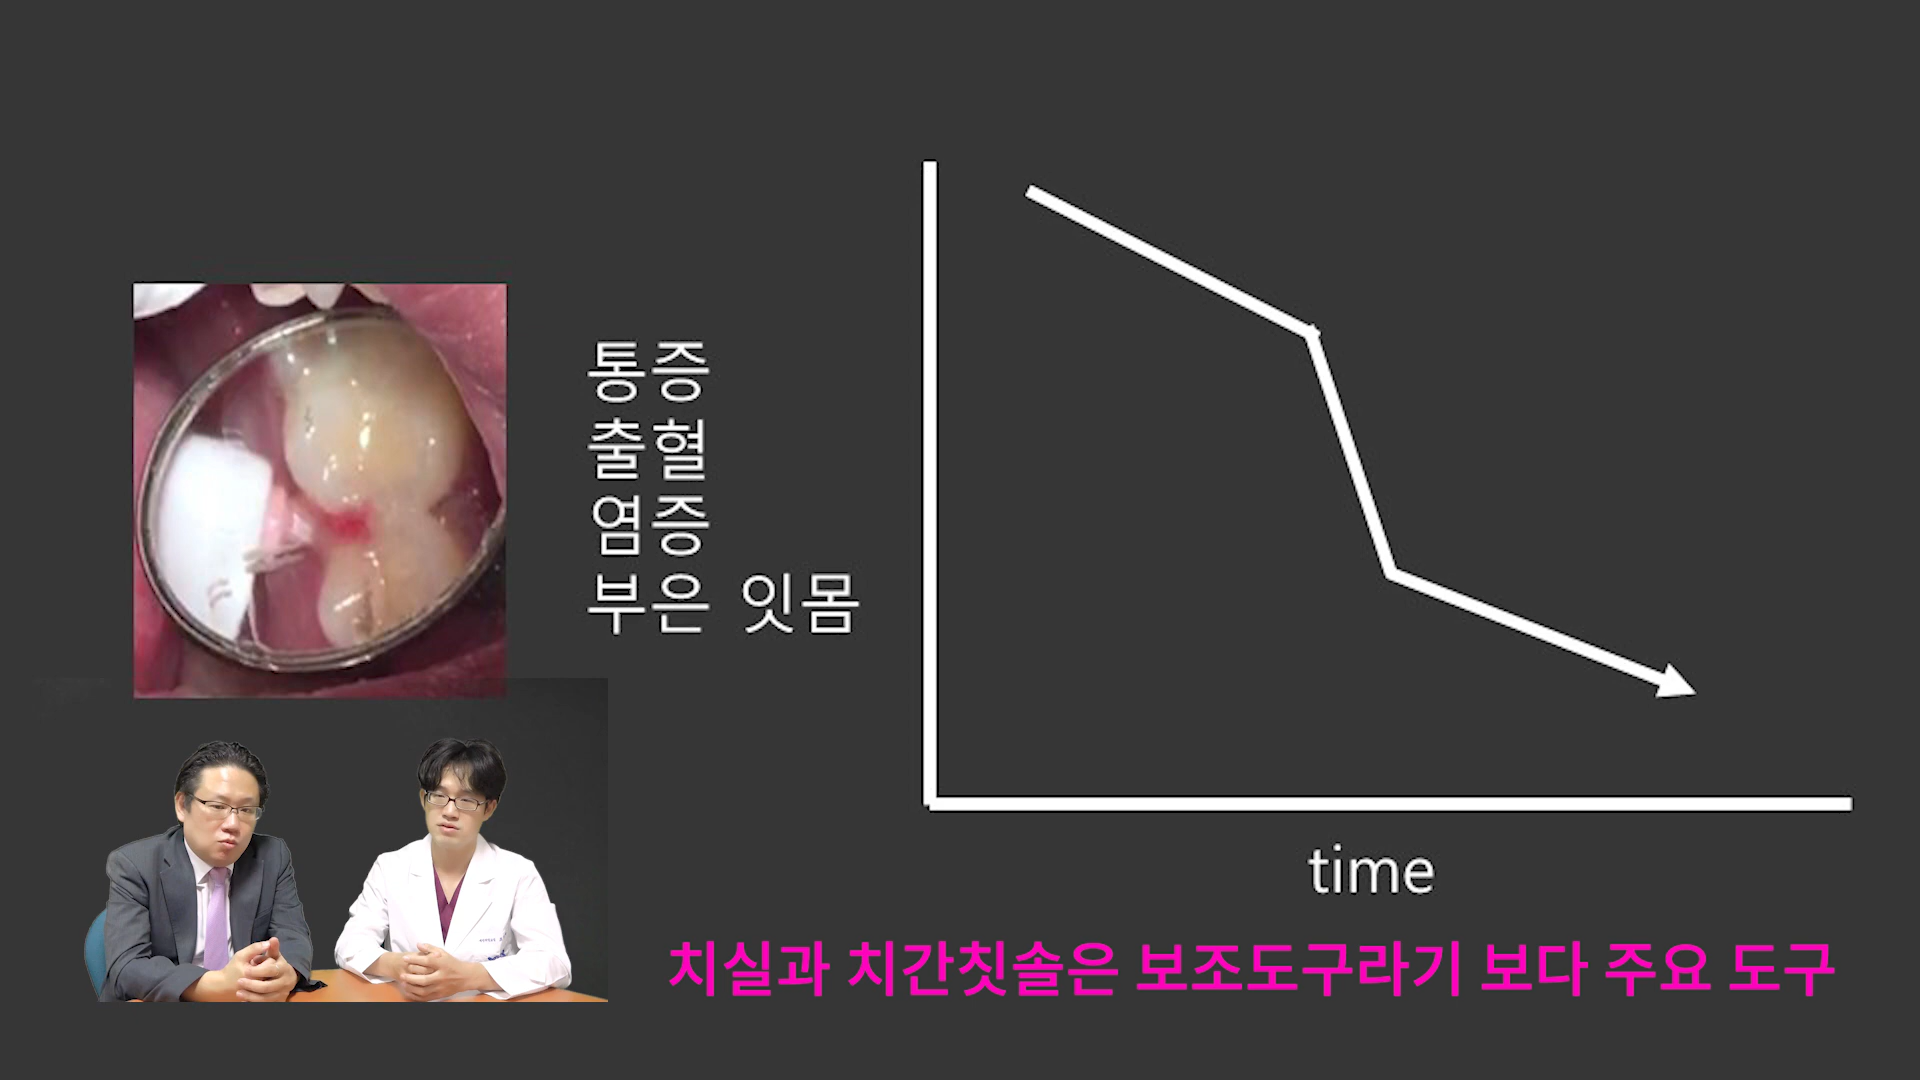 통증
출혈
염증
부은 잇몸
time
치실과 치간칫솔은 보조도구라기 보다 주요 도구